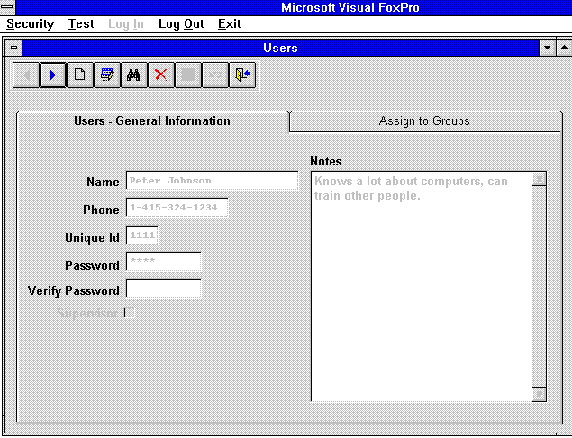 Microsoft Visual FoxPro
Security Test Log In Log Out Exit
Users
Users - General Information
Assign to Groups
Name Peter Johnson
Phone 1-415-324-1234
Unique Id 1111
Password ****
Verify Password
Supervisor
Notes
Knows a lot about computers, can
train other people.